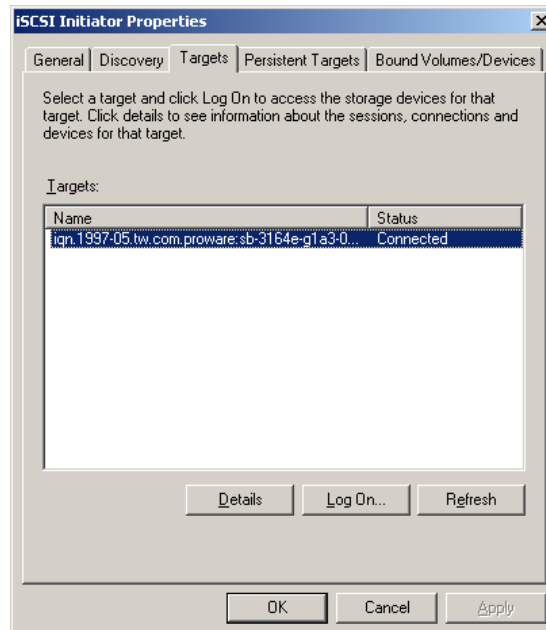 iSCSI Initiator Properties
General Discovery Targets Persistent Targets Bound Volumes/Devices
Select a target and click Log On to access the storage devices for that
target. Click details to see information about the sessions, connections and
devices for that target.
Targets:
Name Status
iqn.1997-05.tw.com.proware:sb-3164e-g1a3-0... Connected
Details Log On... Refresh
OK Cancel Apply